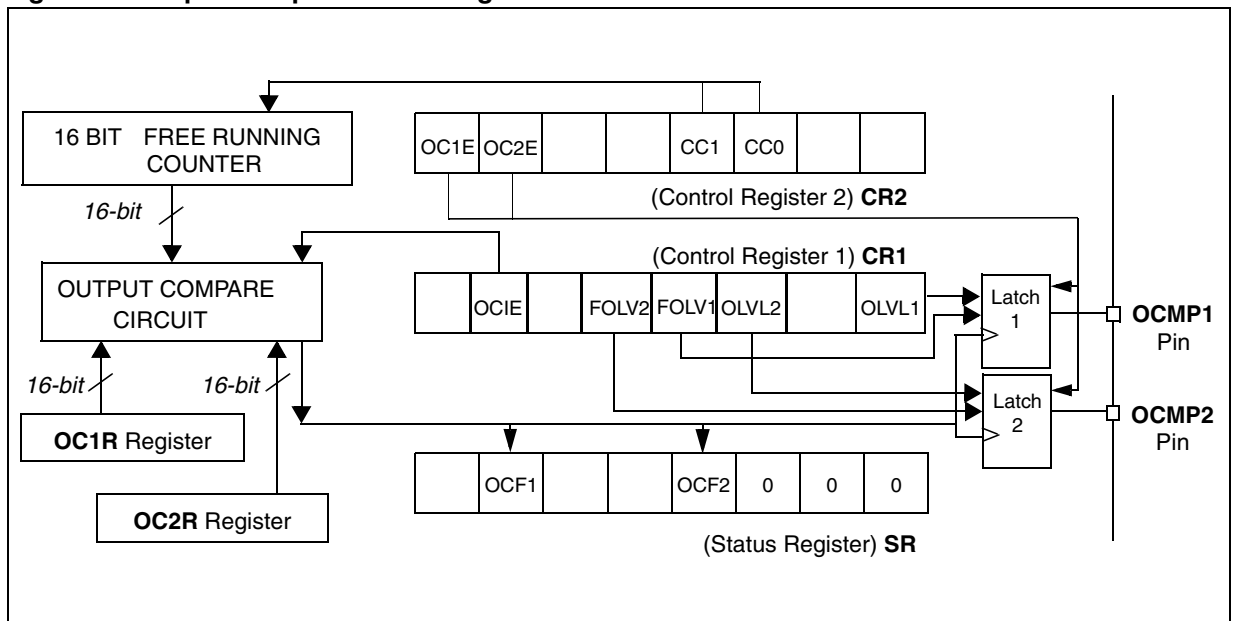 16 BIT FREE RUNNING
COUNTER
OC1E OC2E CC1 CC0
(Control Register 2) CR2
16-bit
(Control Register 1) CR1
OUTPUT COMPARE
CIRCUIT
OCIE FOLV2 FOLV1 OLVL2 OLVL1
Latch
1
OCMP1
Pin
16-bit 16-bit
Latch
2
OCMP2
Pin
OC1R Register
OCF1 OCF2 0 0 0
OC2R Register
(Status Register) SR